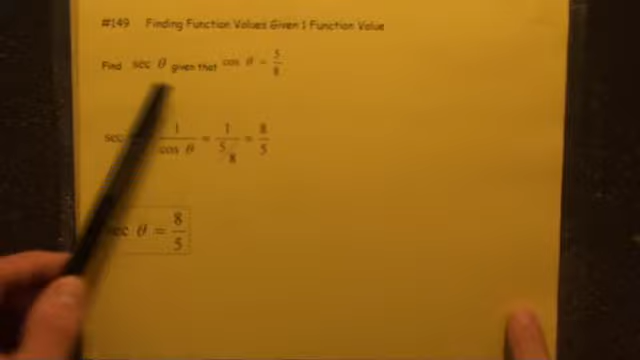 #149 Finding Function Values Given 1 Function Value
Find sec θ given that cos θ = 5/8
sec = 1/cos θ = 1/(5/8) = 8/5
sec θ = 8/5